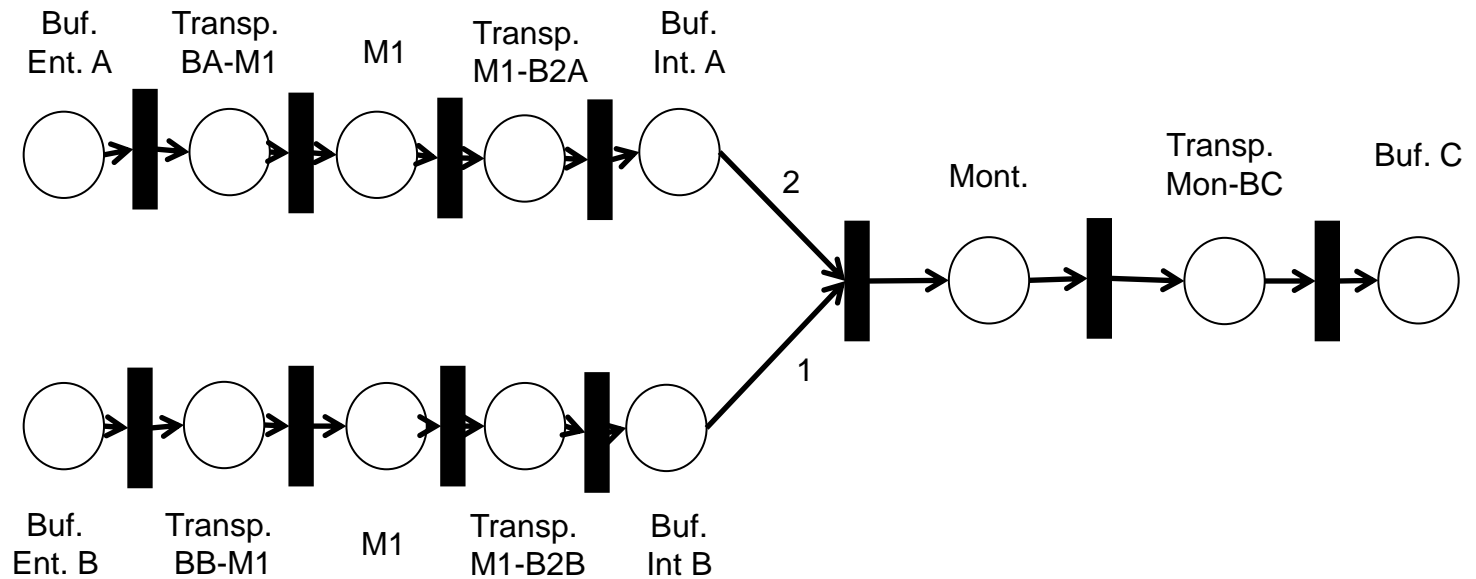 Buf.
Ent. A
Transp.
BA-M1
M1
Transp.
M1-B2A
Buf.
Int. A
2
Mont.
Transp.
Mon-BC
Buf. C
1
Buf.
Ent. B
Transp.
BB-M1
M1
Transp.
M1-B2B
Buf.
Int B